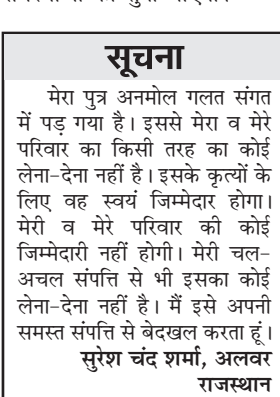 सूचना
मेरा पुत्र अनमोल गलत संगत
में पड़ गया है। इससे मेरा व मेरे
परिवार का किसी तरह का कोई
लेना-देना नहीं है। इसके कृत्यों के
लिए वह स्वयं जिम्मेदार होगा।
मेरी व मेरे परिवार की कोई
जिम्मेदारी नहीं होगी। मेरी चल-
अचल संपत्ति से भी इसका कोई
लेना-देना नहीं है। मैं इसे अपनी
समस्त संपत्ति से बेदखल करता हूं।
सुरेश चंद शर्मा, अलवर
राजस्थान